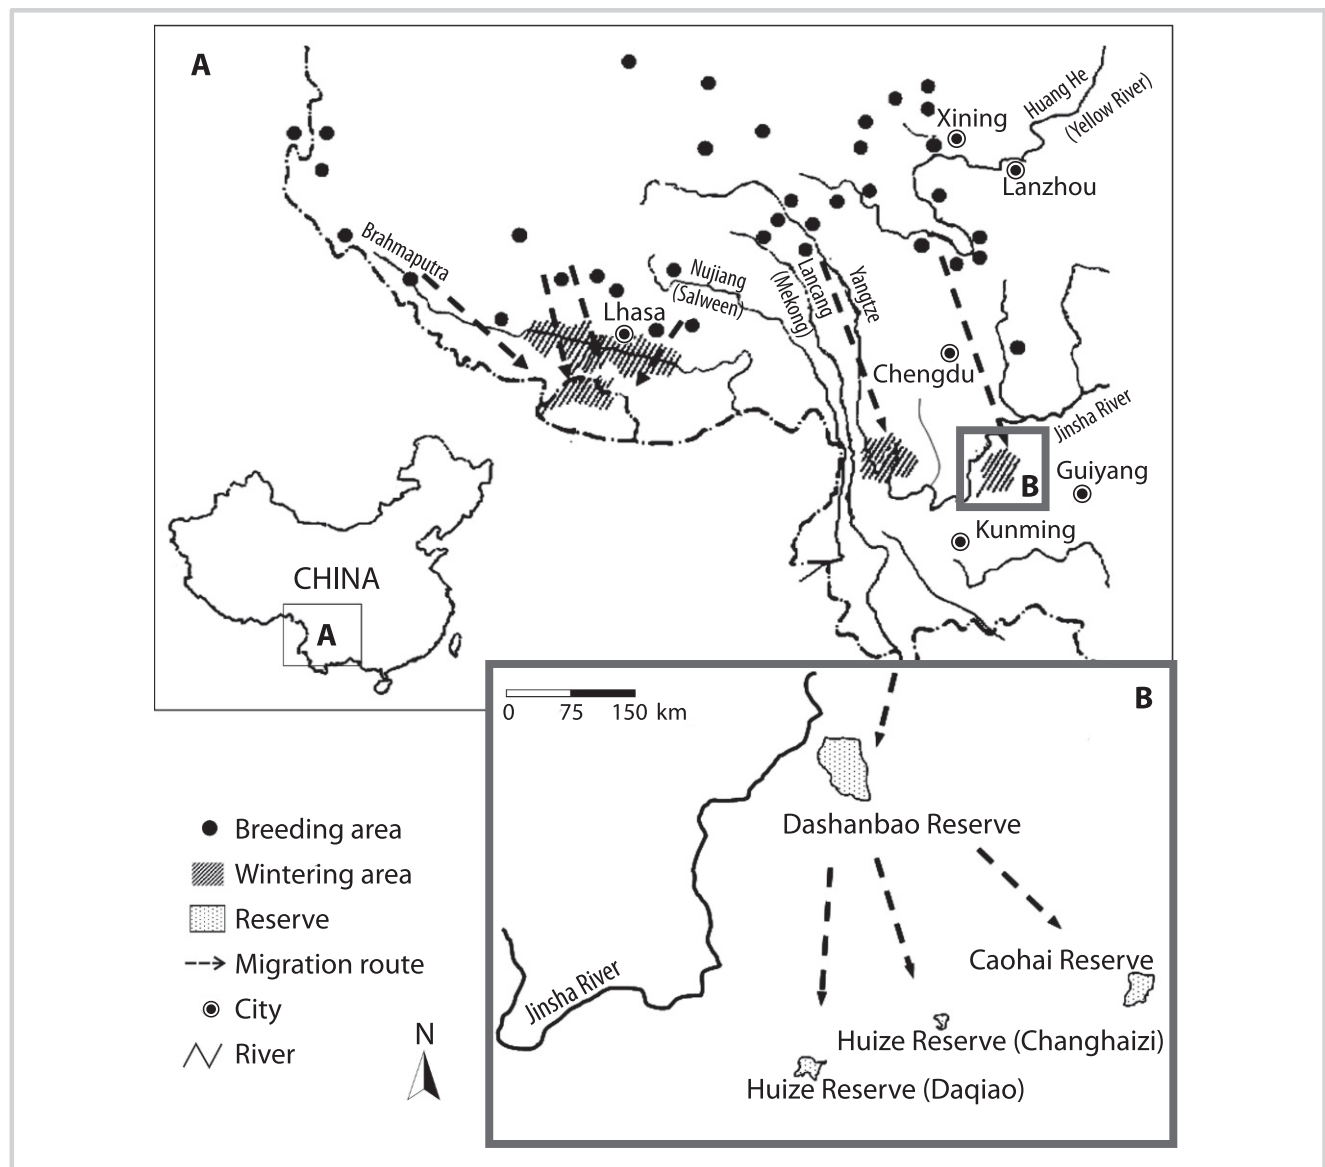 A
Huang He
(Yellow River)
Xining
Lanzhou
Brahmaputra
Nujiang
(Salween)
Lancang
(Mekong)
Yangtze
Lhasa
Chengdu
Jinsha River
Guiyang
B
Kunming
CHINA
A
B
0 75 150 km
Dashanbao Reserve
Caohai Reserve
Jinsha River
Huize Reserve (Changhaizi)
Huize Reserve (Daqiao)
Breeding area
Wintering area
Reserve
Migration route
City
River
N